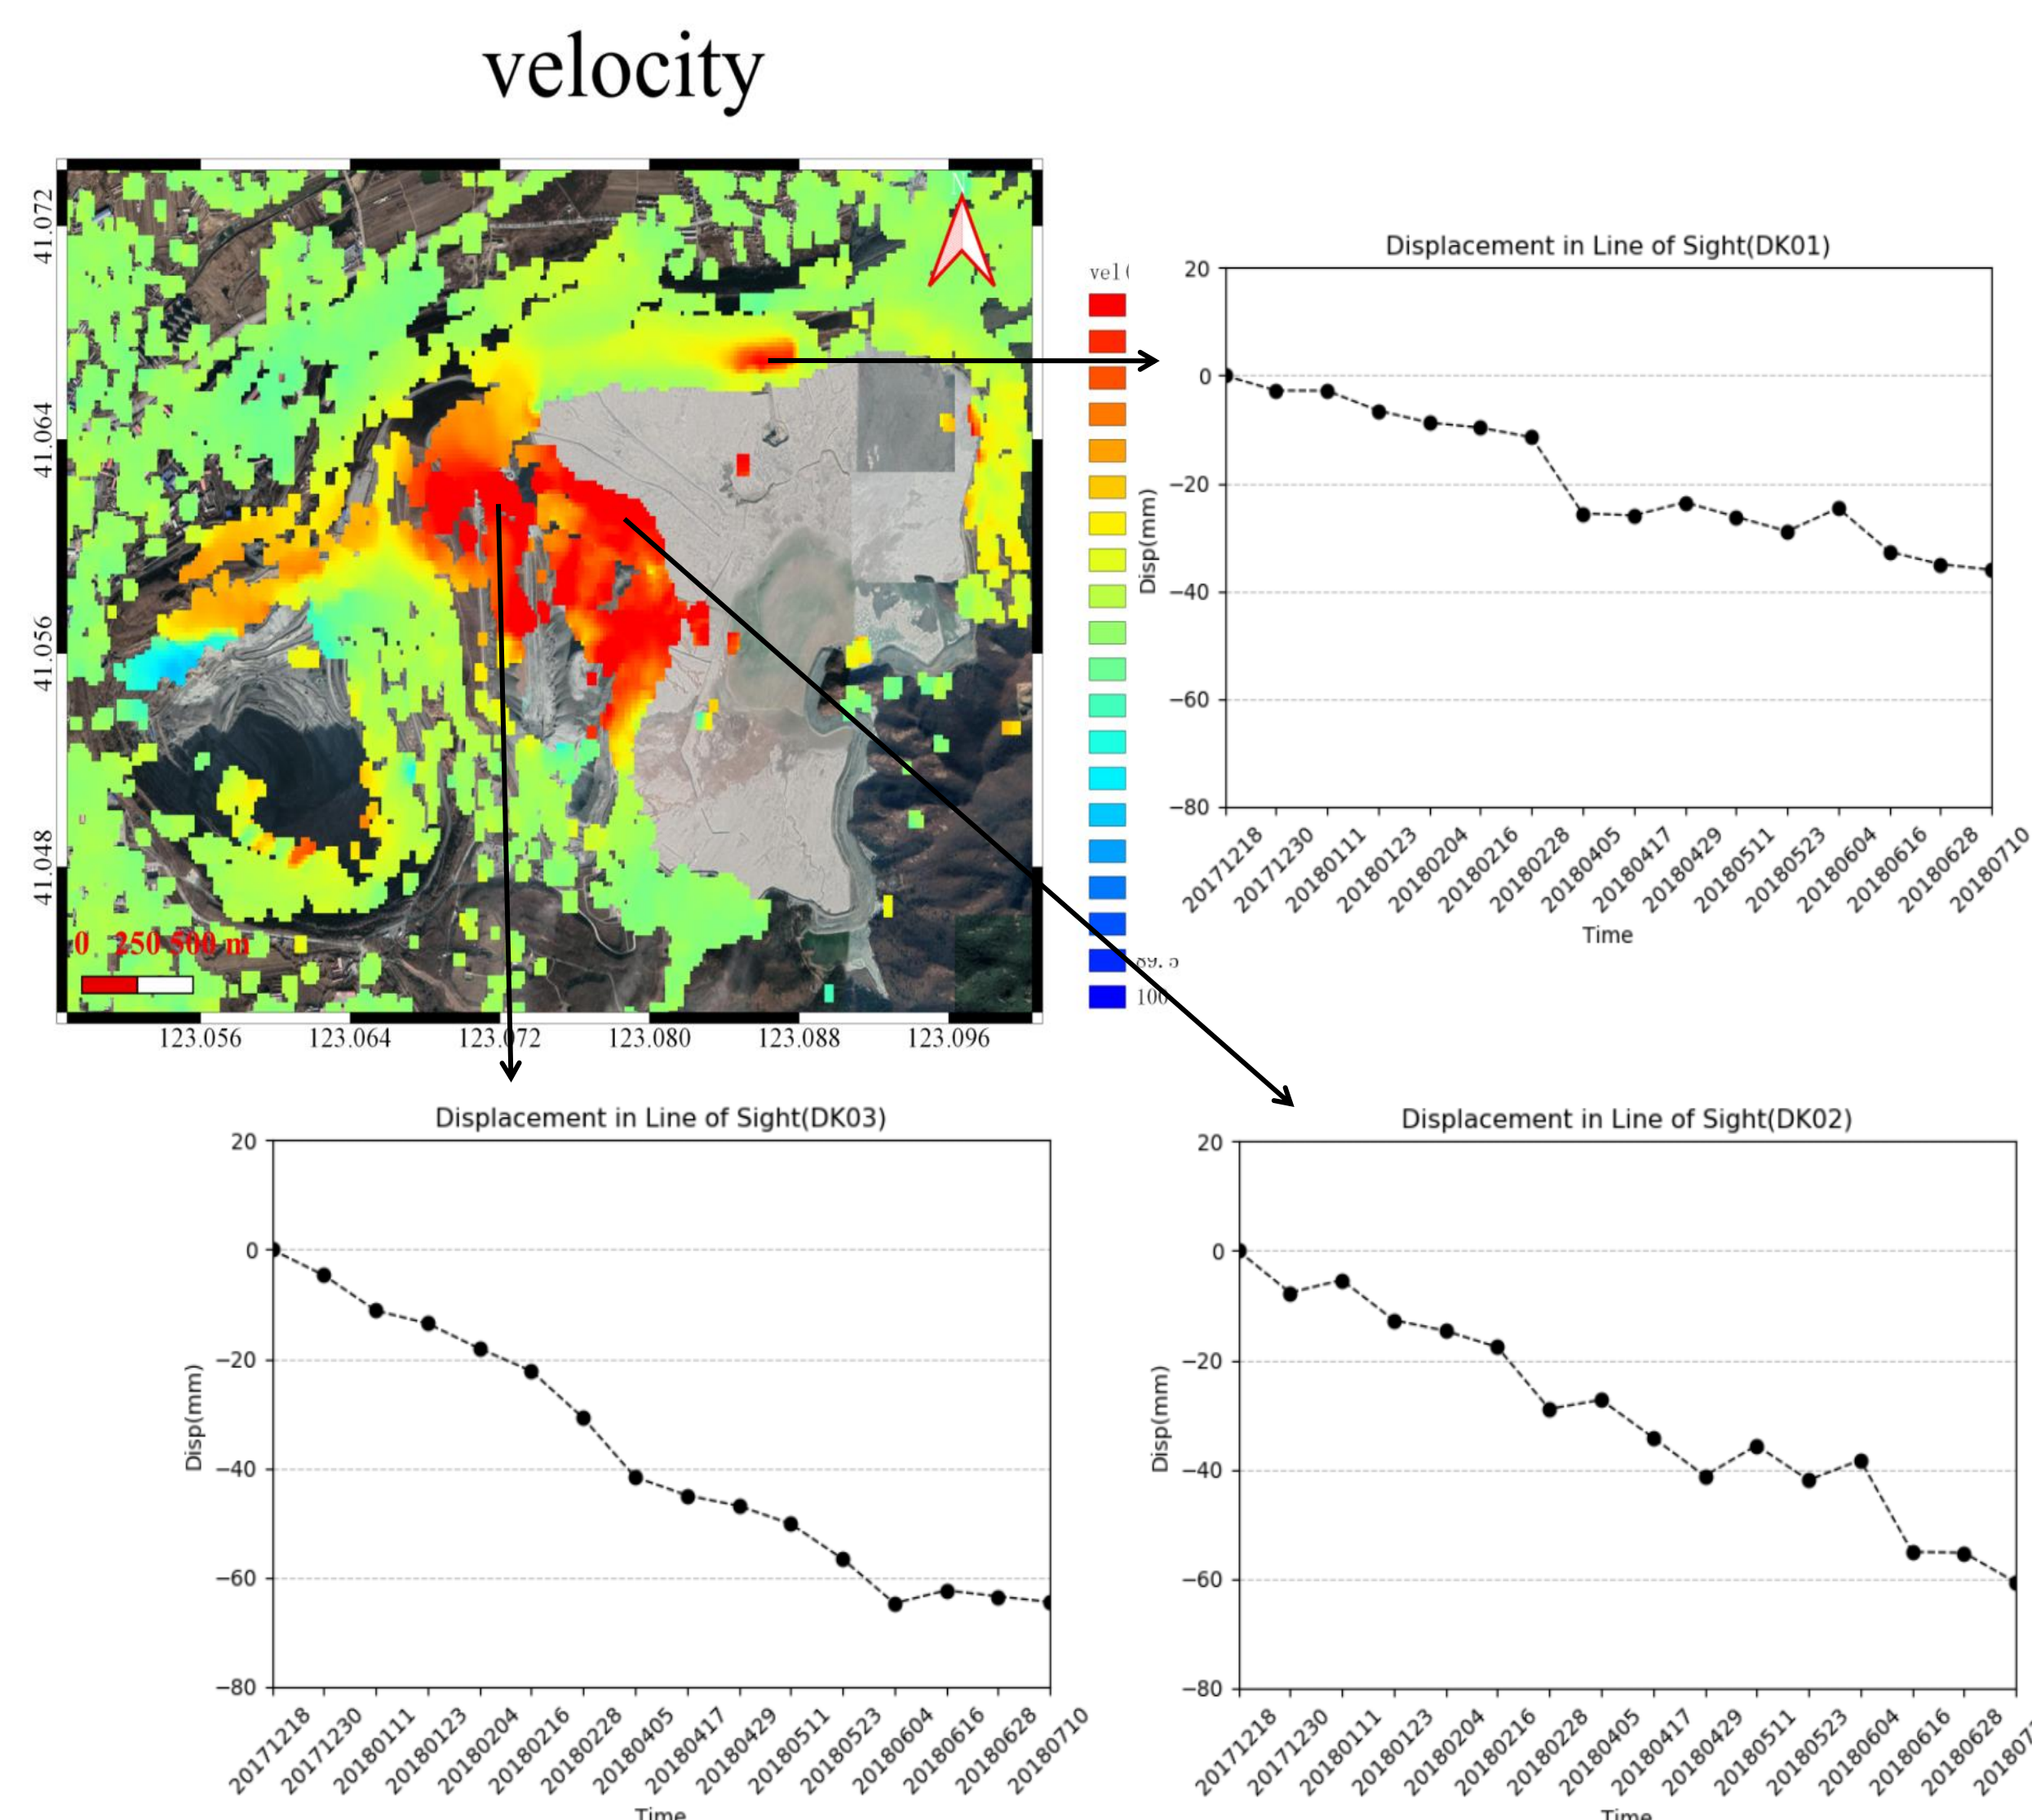 velocity
N
41.072
41.064
41.056
41.048
0 250 500 m
123.056 123.064 123.072 123.080 123.088 123.096
vel(
89.5
100
Displacement in Line of Sight(DK01)
20
0
−20
−40
−60
−80
Disp(mm)
20171218 20171230 20180111 20180123 20180204 20180216 20180228 20180405 20180417 20180429 20180511 20180523 20180604 20180616 20180628 20180710
Time
Displacement in Line of Sight(DK03)
20
0
−20
−40
−60
−80
Disp(mm)
20171218 20171230 20180111 20180123 20180204 20180216 20180228 20180405 20180417 20180429 20180511 20180523 20180604 20180616 20180628 20180710
Time
Displacement in Line of Sight(DK02)
20
0
−20
−40
−60
−80
Disp(mm)
20171218 20171230 20180111 20180123 20180204 20180216 20180228 20180405 20180417 20180429 20180511 20180523 20180604 20180616 20180628
Time